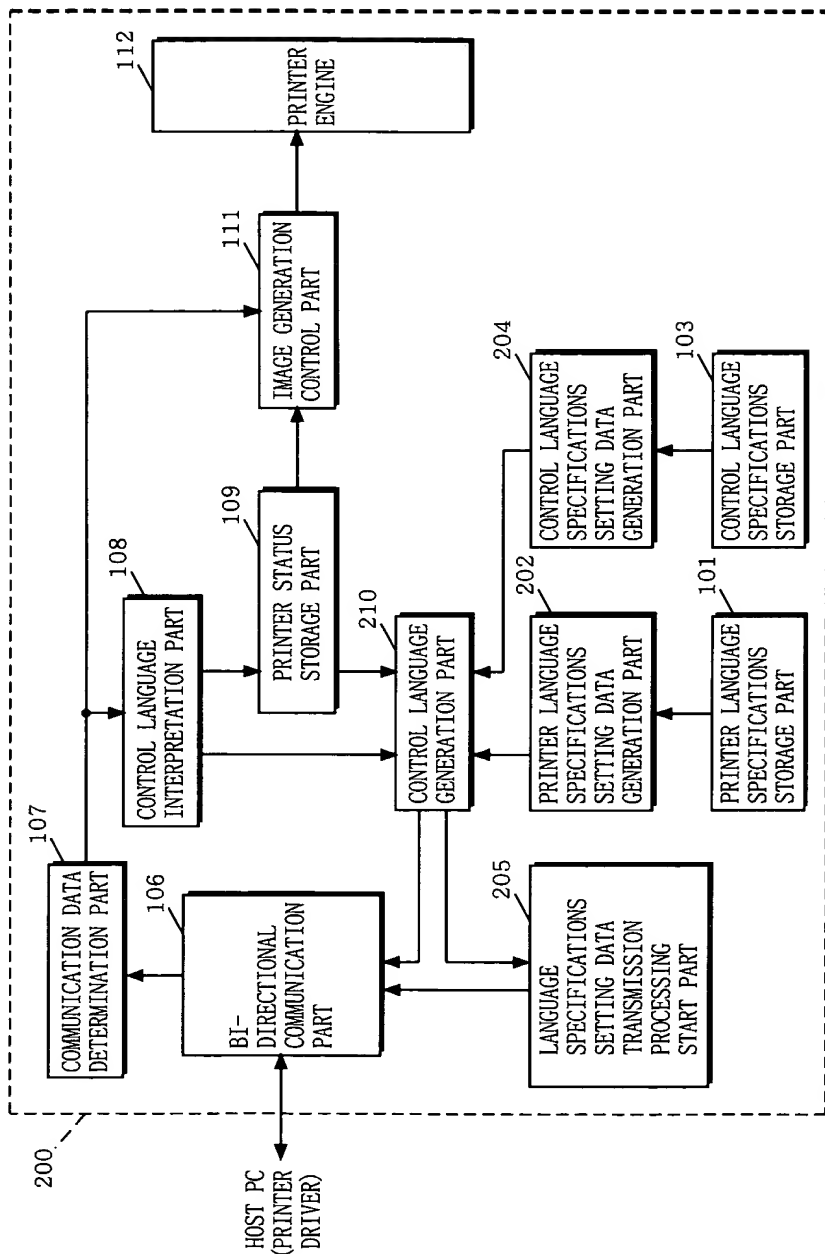 200
HOST PC
(PRINTER
DRIVER)
107
COMMUNICATION DATA
DETERMINATION PART
106
BI-
DIRECTIONAL
COMMUNICATION
PART
205
LANGUAGE
SPECIFICATIONS
SETTING DATA
TRANSMISSION
PROCESSING
START PART
108
CONTROL LANGUAGE
INTERPRETATION PART
109
PRINTER STATUS
STORAGE PART
210
CONTROL LANGUAGE
GENERATION PART
202
PRINTER LANGUAGE
SPECIFICATIONS
SETTING DATA
GENERATION PART
101
PRINTER LANGUAGE
SPECIFICATIONS
STORAGE PART
111
IMAGE GENERATION
CONTROL PART
204
CONTROL LANGUAGE
SPECIFICATIONS
SETTING DATA
GENERATION PART
103
CONTROL LANGUAGE
SPECIFICATIONS
STORAGE PART
112
PRINTER
ENGINE